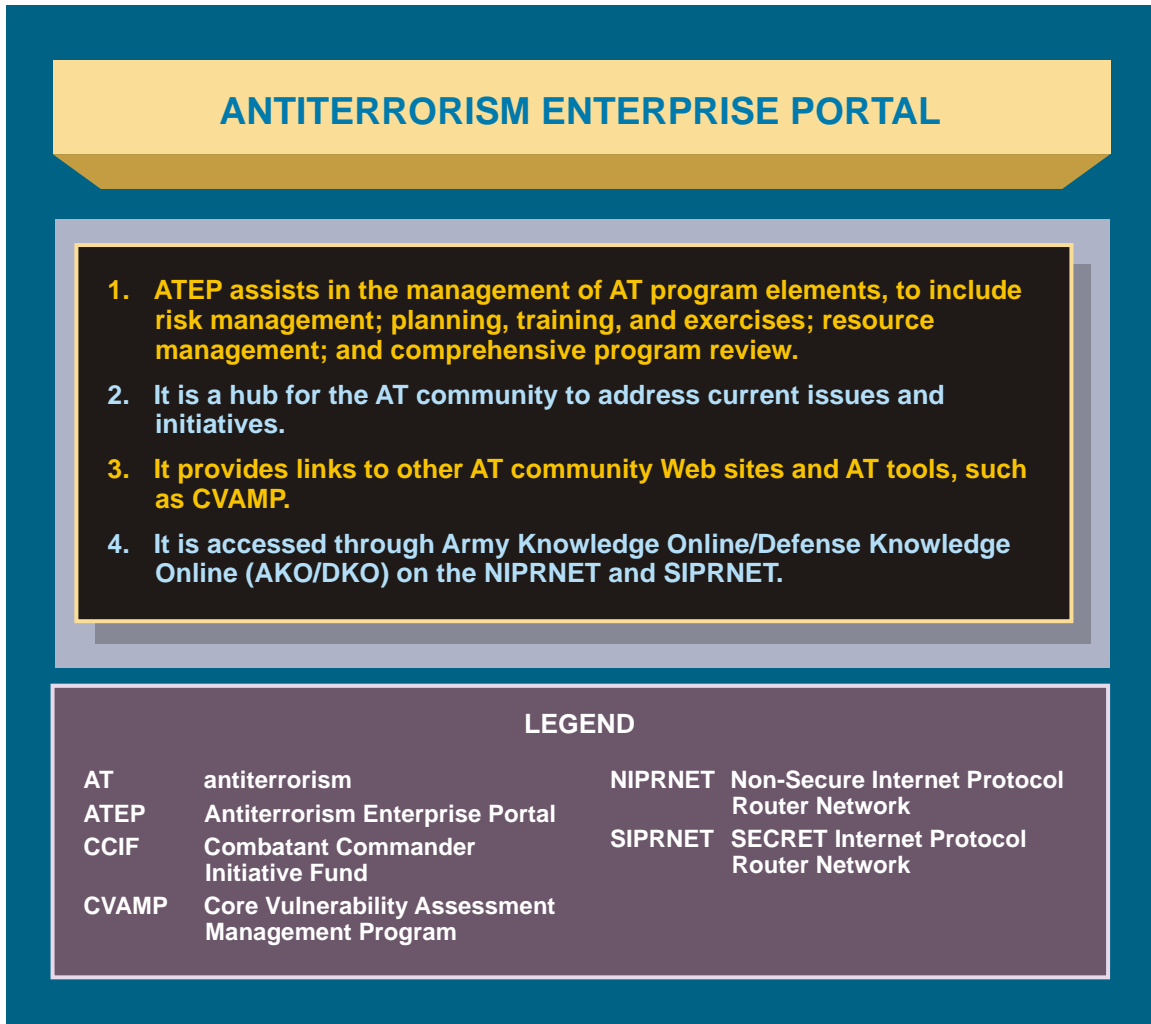 ANTITERRORISM ENTERPRISE PORTAL
1. ATEP assists in the management of AT program elements, to include
risk management; planning, training, and exercises; resource
management; and comprehensive program review.
2. It is a hub for the AT community to address current issues and
initiatives.
3. It provides links to other AT community Web sites and AT tools, such
as CVAMP.
4. It is accessed through Army Knowledge Online/Defense Knowledge
Online (AKO/DKO) on the NIPRNET and SIPRNET.
LEGEND
AT antiterrorism
ATEP Antiterrorism Enterprise Portal
CCIF Combatant Commander
Initiative Fund
CVAMP Core Vulnerability Assessment
Management Program
NIPRNET Non-Secure Internet Protocol
Router Network
SIPRNET SECRET Internet Protocol
Router Network